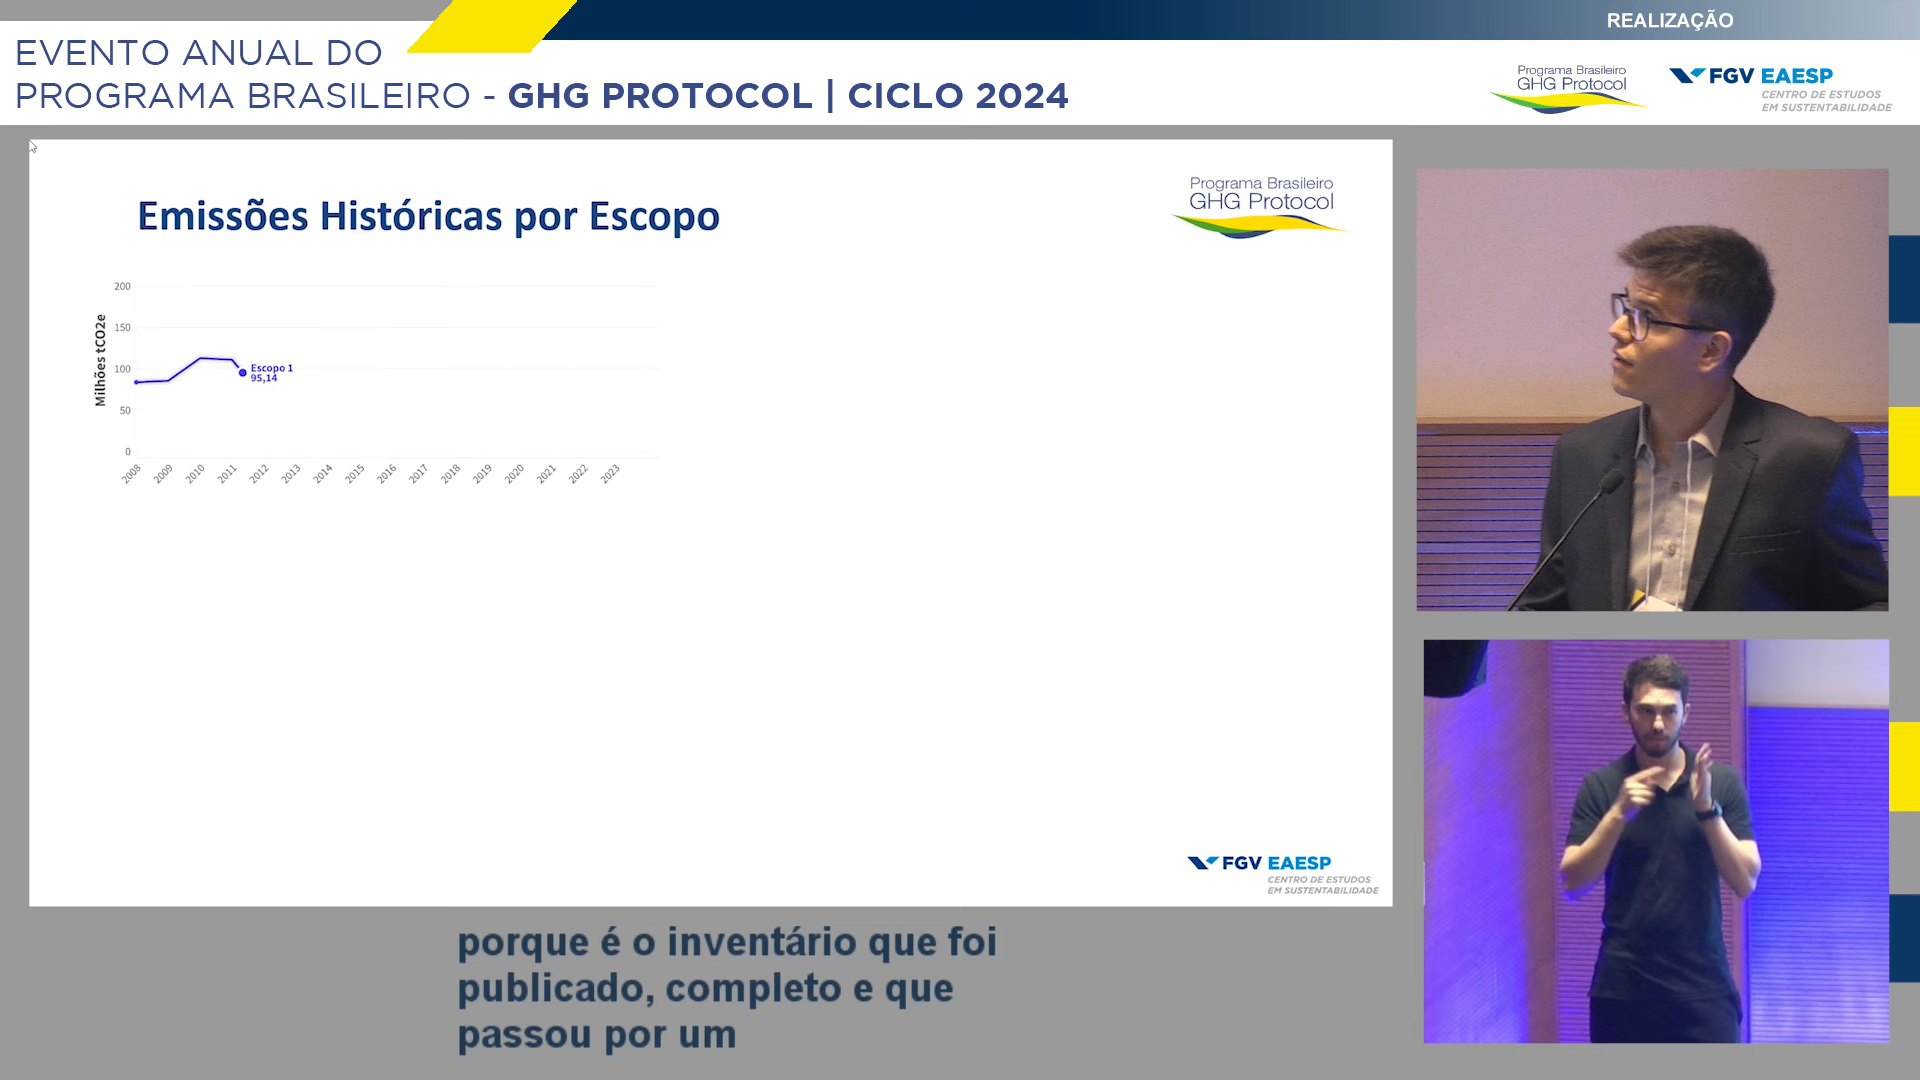 REALIZAÇÃO
EVENTO ANUAL DO
PROGRAMA BRASILEIRO - GHG PROTOCOL | CICLO 2024
Programa Brasileiro
GHG Protocol
FGV EAESP
CENTRO DE ESTUDOS
EM SUSTENTABILIDADE
Emissões Históricas por Escopo
Programa Brasileiro
GHG Protocol
Milhões tCO2e
200
150
100
50
0
Escopo 1
95,14
2008 2009 2010 2011 2012 2013 2014 2015 2016 2017 2018 2019 2020 2021 2022 2023
FGV EAESP
CENTRO DE ESTUDOS
EM SUSTENTABILIDADE
porque é o inventário que foi
publicado, completo e que
passou por um